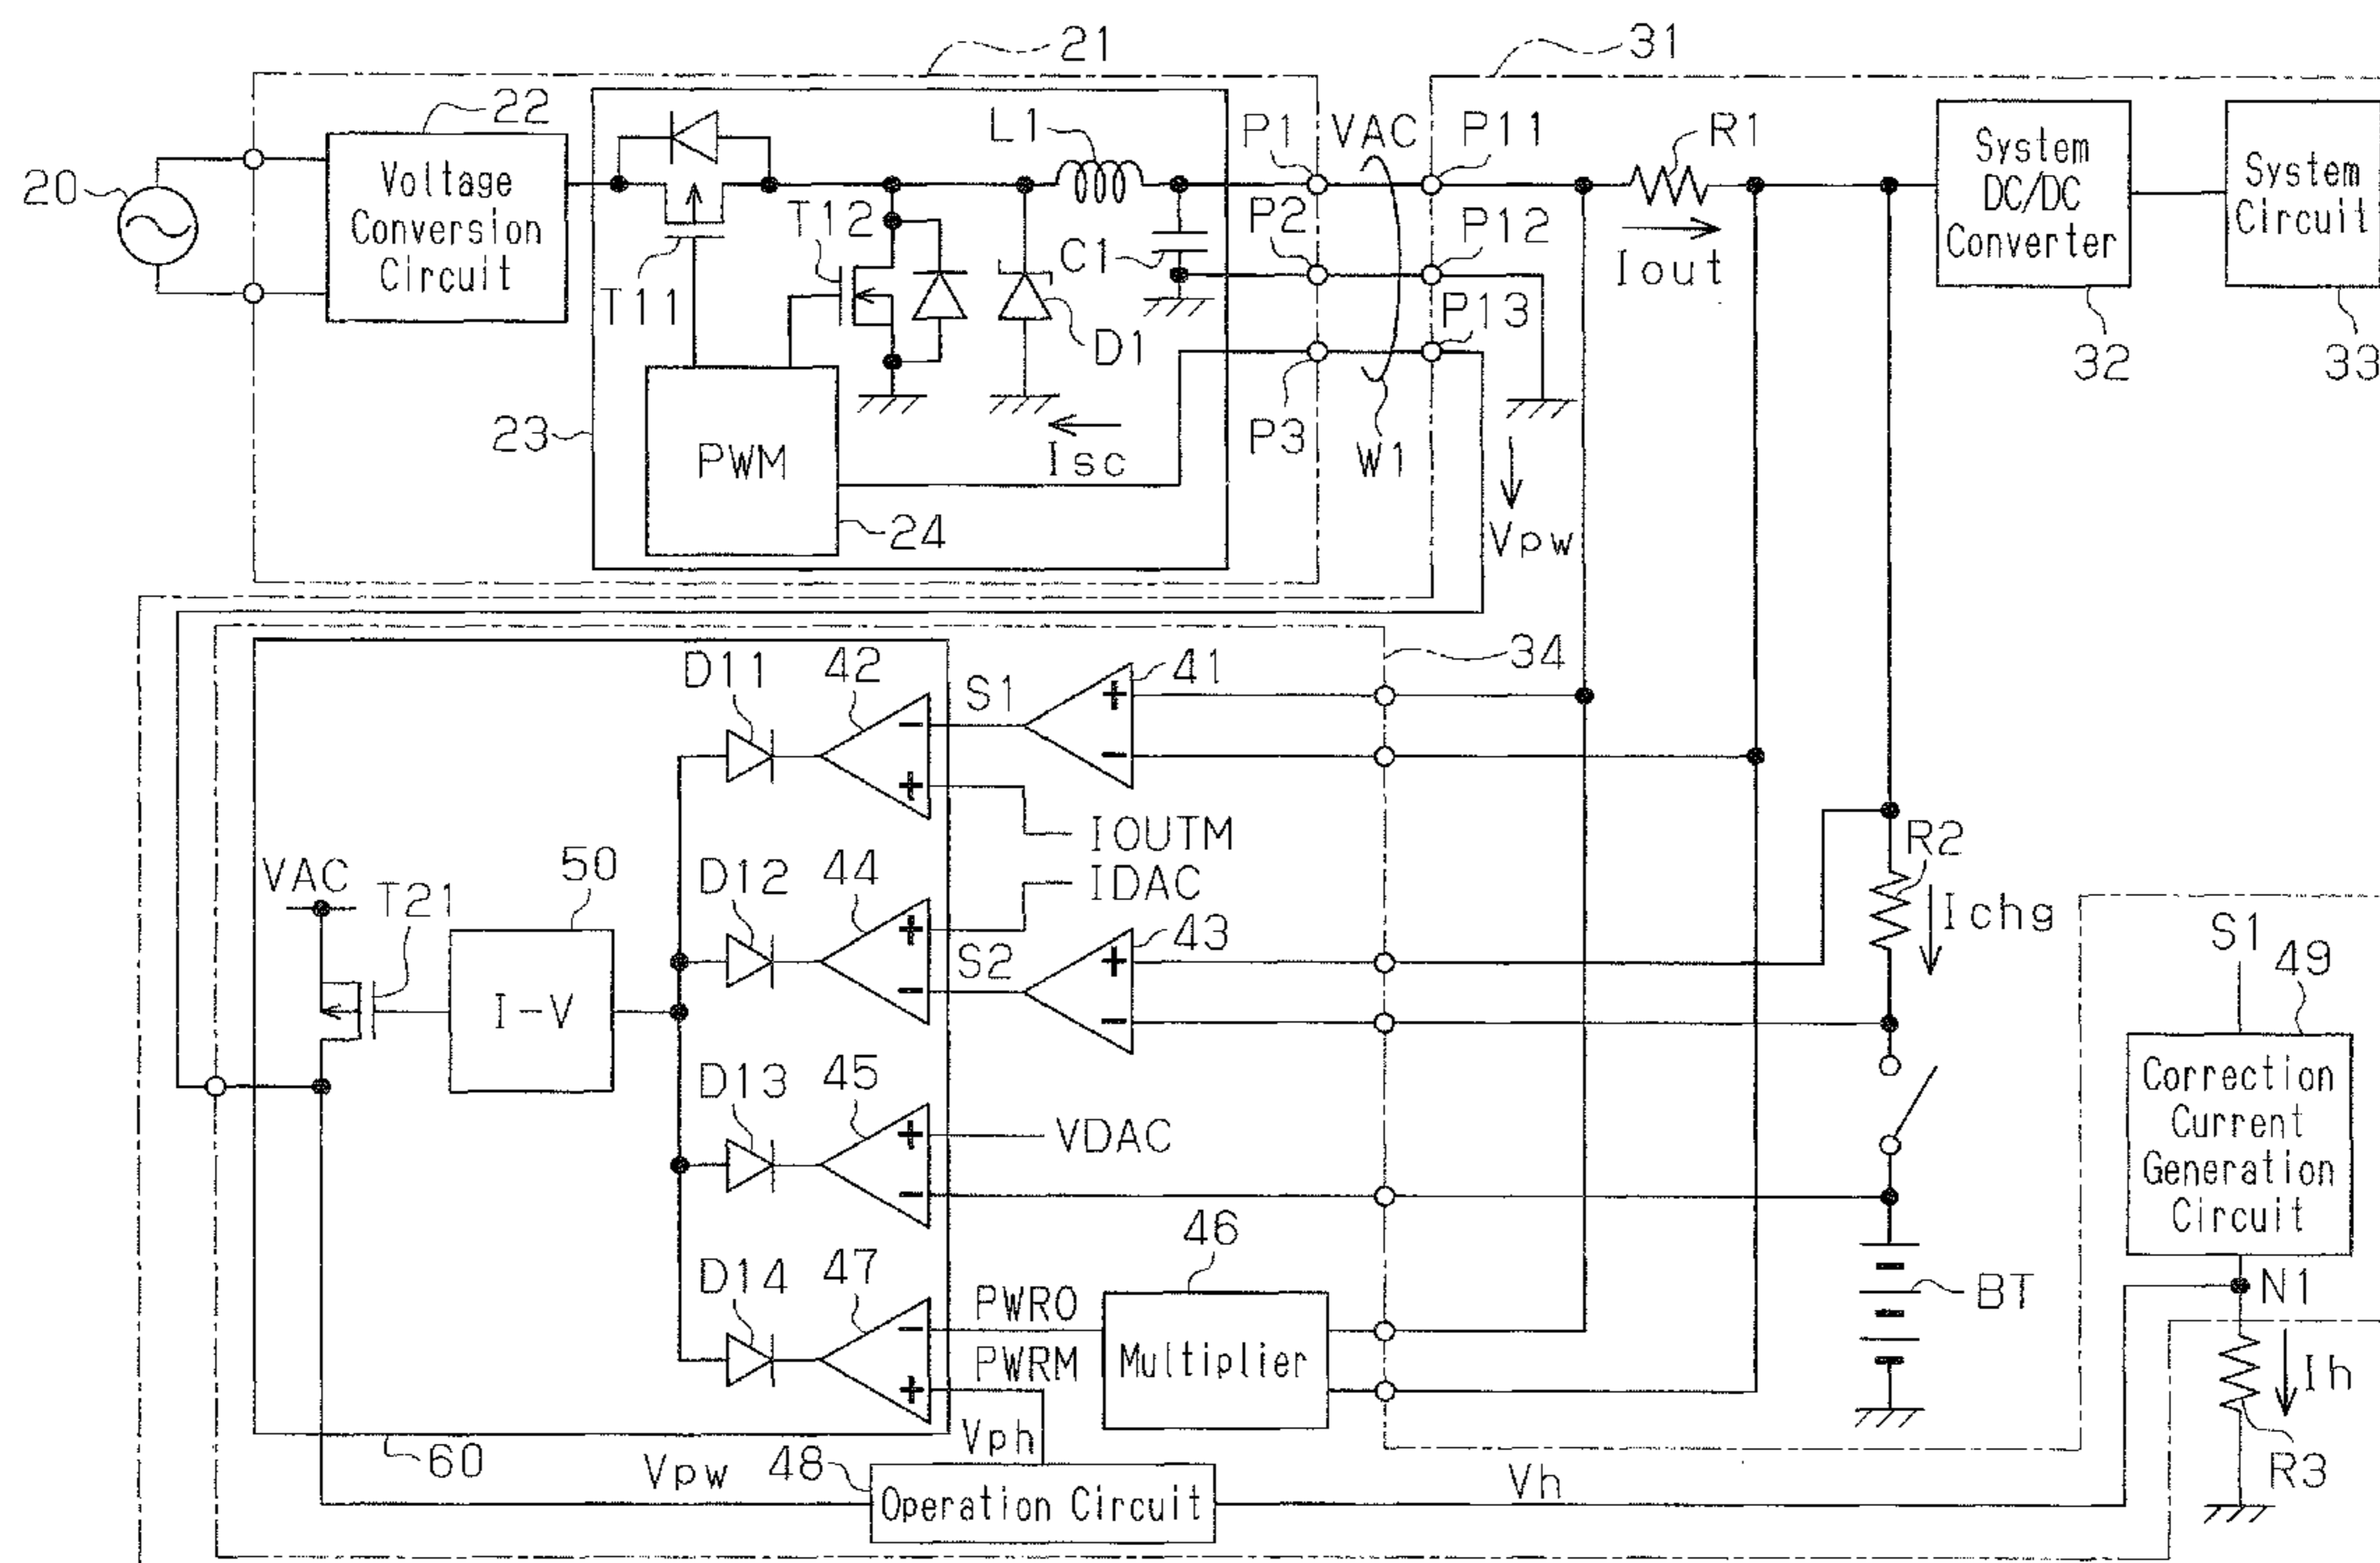 21
31
22
20
Voltage
Conversion
Circuit
L1
P1
VAC
P11
R1
System
DC/DC
Converter
System
Circuit
T11
T12
P2
C1
P12
Iout
D1
P13
32
33
23
PWM
Isc
P3
W1
24
Vpw
34
D11
42
S1
41
IOUTM
IDAC
VAC
T21
50
D12
44
R2
Ichg
S2
43
S1
49
I-V
D13
45
VDAC
Correction
Current
Generation
Circuit
46
D14
47
PWRO
PWRM
Multiplier
BT
N1
Ih
60
Vph
R3
Vpw
48
Operation Circuit
Vh